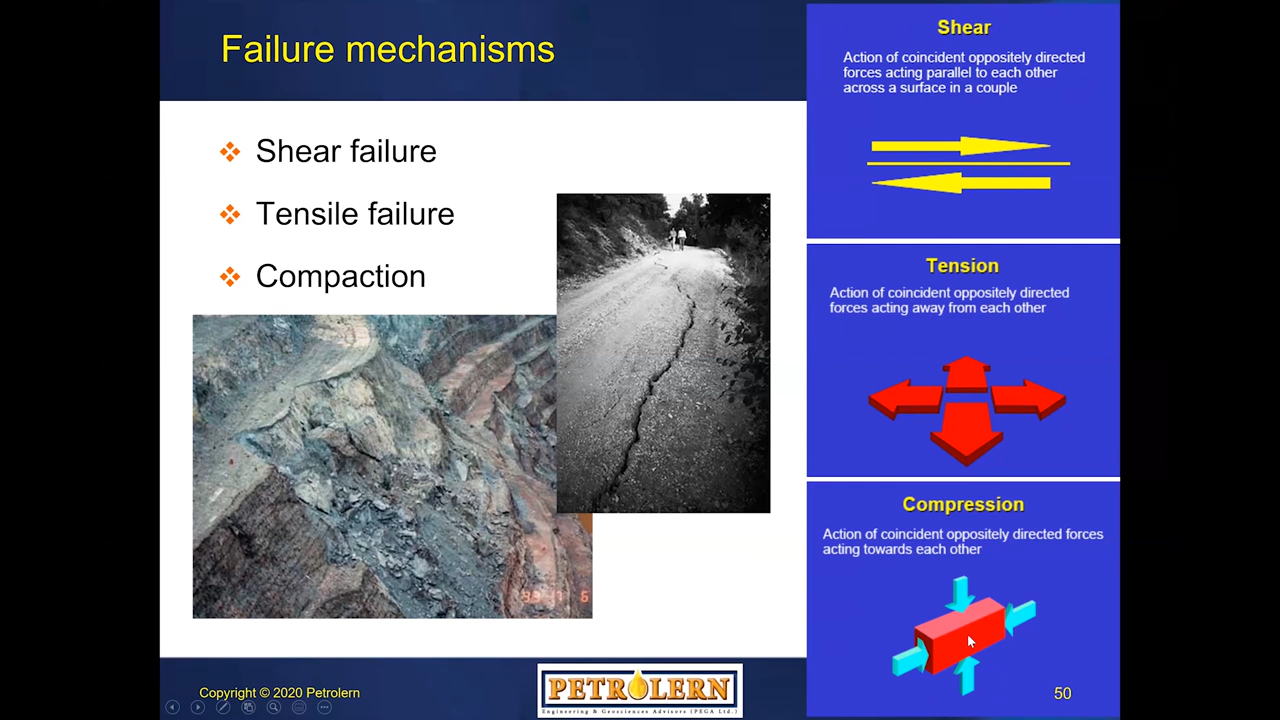 Failure mechanisms
Shear failure
Tensile failure
Compaction
Shear
Action of coincident oppositely directed
forces acting parallel to each other
across a surface in a couple
Tension
Action of coincident oppositely directed
forces acting away from each other
Compression
Action of coincident oppositely directed forces
acting towards each other
Copyright © 2020 Petrolern
PETROLERN
Engineering & Geosciences Advisors (PEGA Ltd.)
50